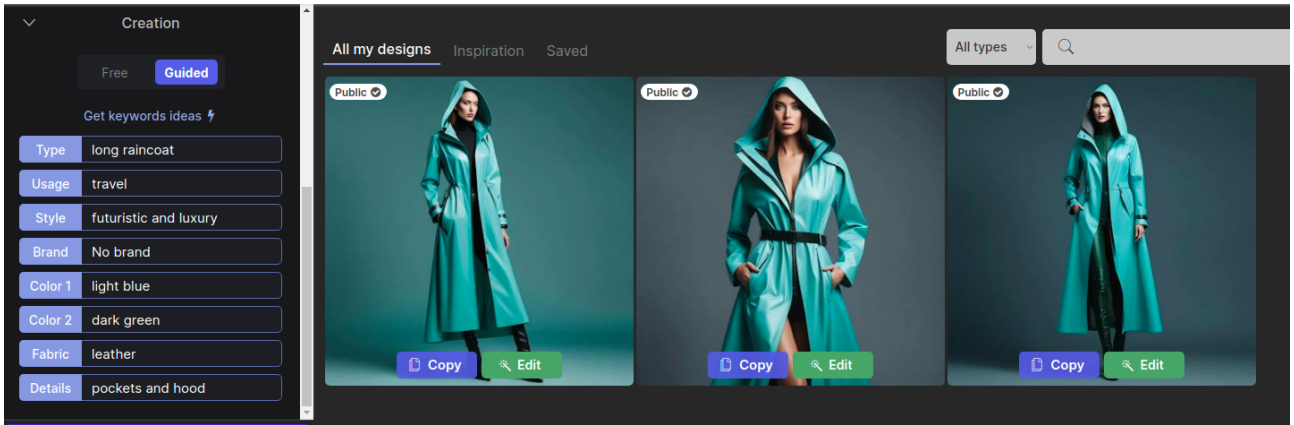 Creation
Free Guided
Get keywords ideas
Type long raincoat
Usage travel
Style futuristic and luxury
Brand No brand
Color 1 light blue
Color 2 dark green
Fabric leather
Details pockets and hood
All my designs Inspiration Saved
All types
Public Public Public
Copy Edit Copy Edit Copy Edit